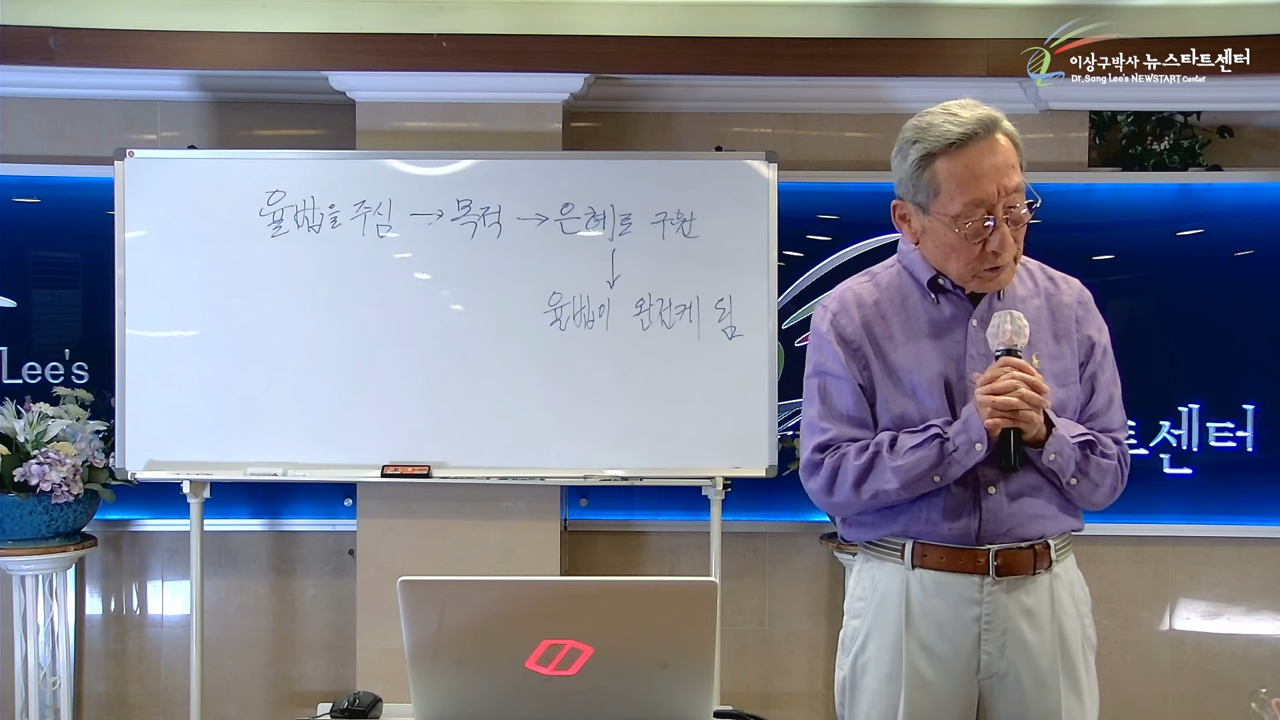 이상구박사 뉴스타트센터
Dr. Sang Lee's NEWSTART Center
율법을 주심 → 목적 → 은혜로 구원
↓
율법이 완전케 됨
Lee's
트센터